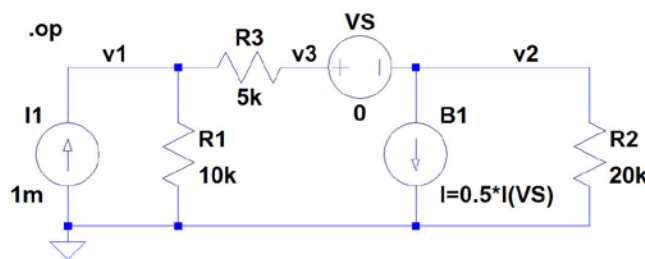 .op
v1
R3
5k
v3
VS
+
0
v2
I1
1m
R1
10k
B1
I=0.5*I(VS)
R2
20k